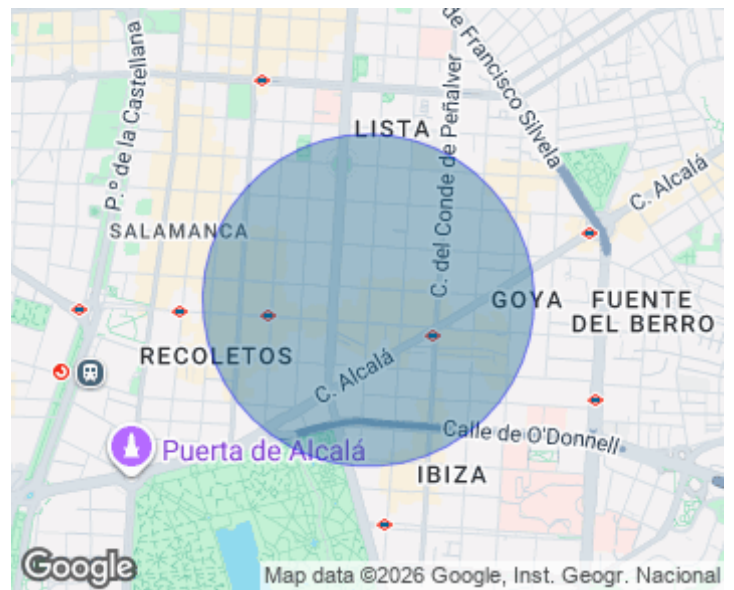 P.º de la Castellana
de Francisco Silvela
C. del Conde de Peñalver
LISTA
C. Alcalá
SALAMANCA
GOYA
FUENTE
DEL BERRO
RECOLETOS
C. Alcalá
Puerta de Alcalá
Calle de O'Donnell
IBIZA
Google
Map data ©2026 Google, Inst. Geogr. Nacional